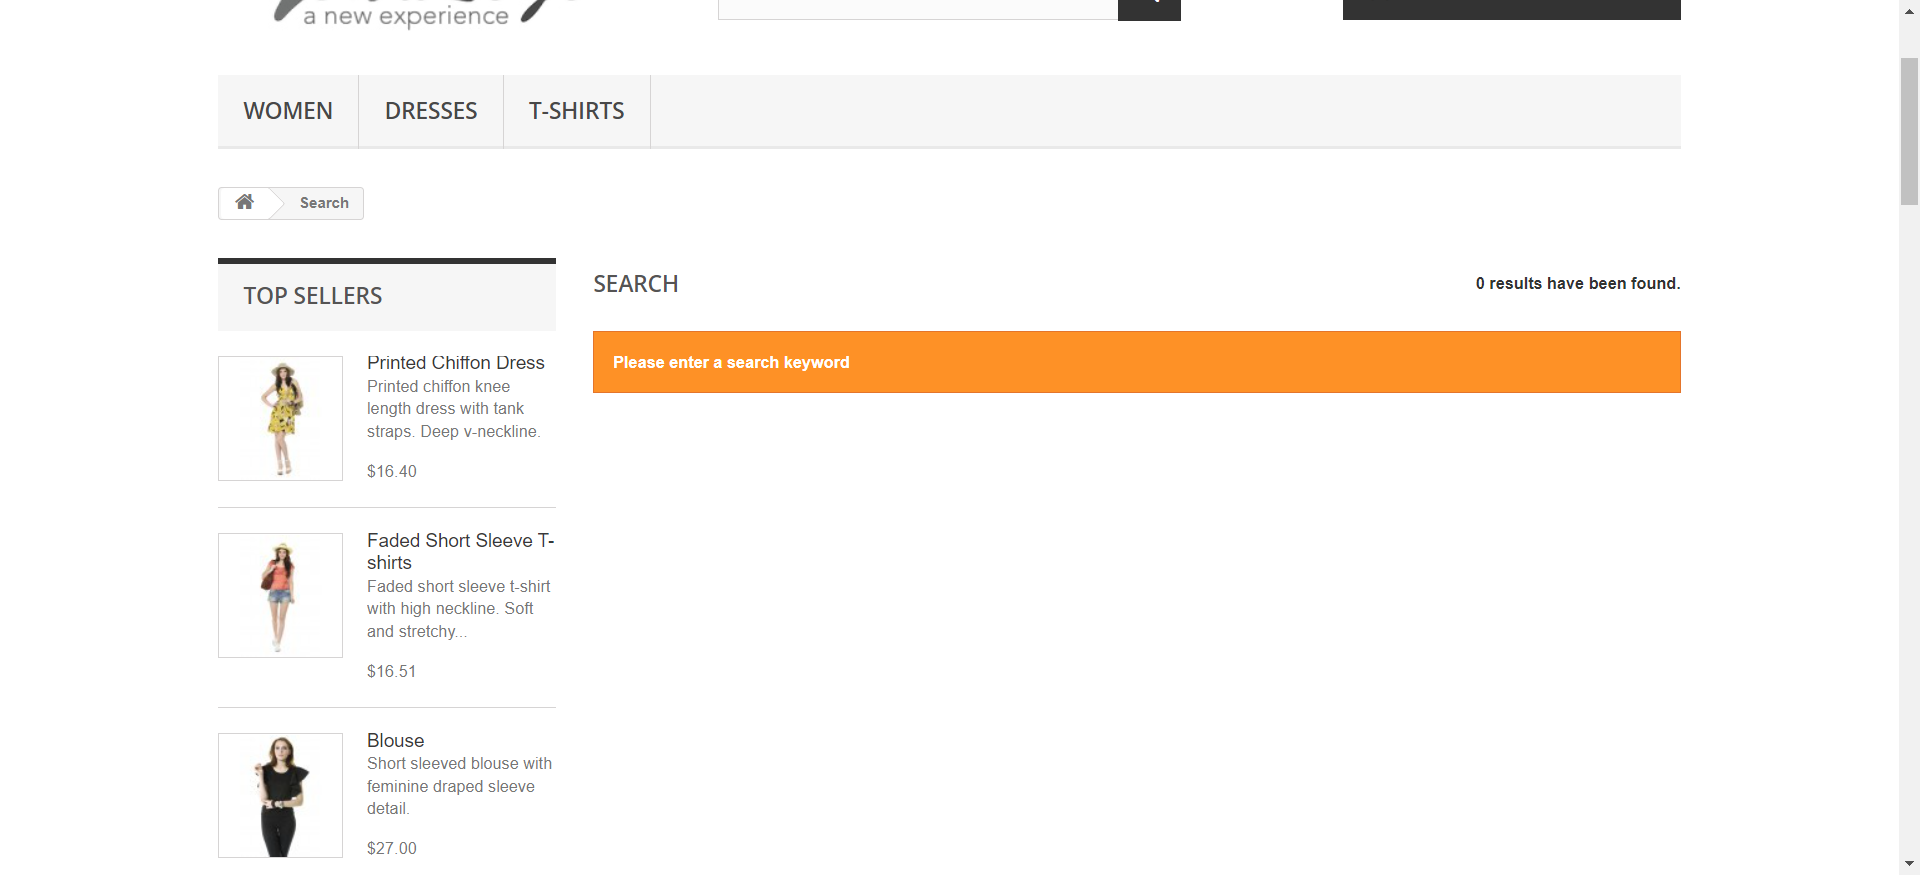 a new experience
WOMEN
DRESSES
T-SHIRTS
Search
TOP SELLERS
Printed Chiffon Dress
Printed chiffon knee
length dress with tank
straps. Deep v-neckline.
$16.40
Faded Short Sleeve T-
shirts
Faded short sleeve t-shirt
with high neckline. Soft
and stretchy...
$16.51
Blouse
Short sleeved blouse with
feminine draped sleeve
detail.
$27.00
SEARCH
0 results have been found.
Please enter a search keyword